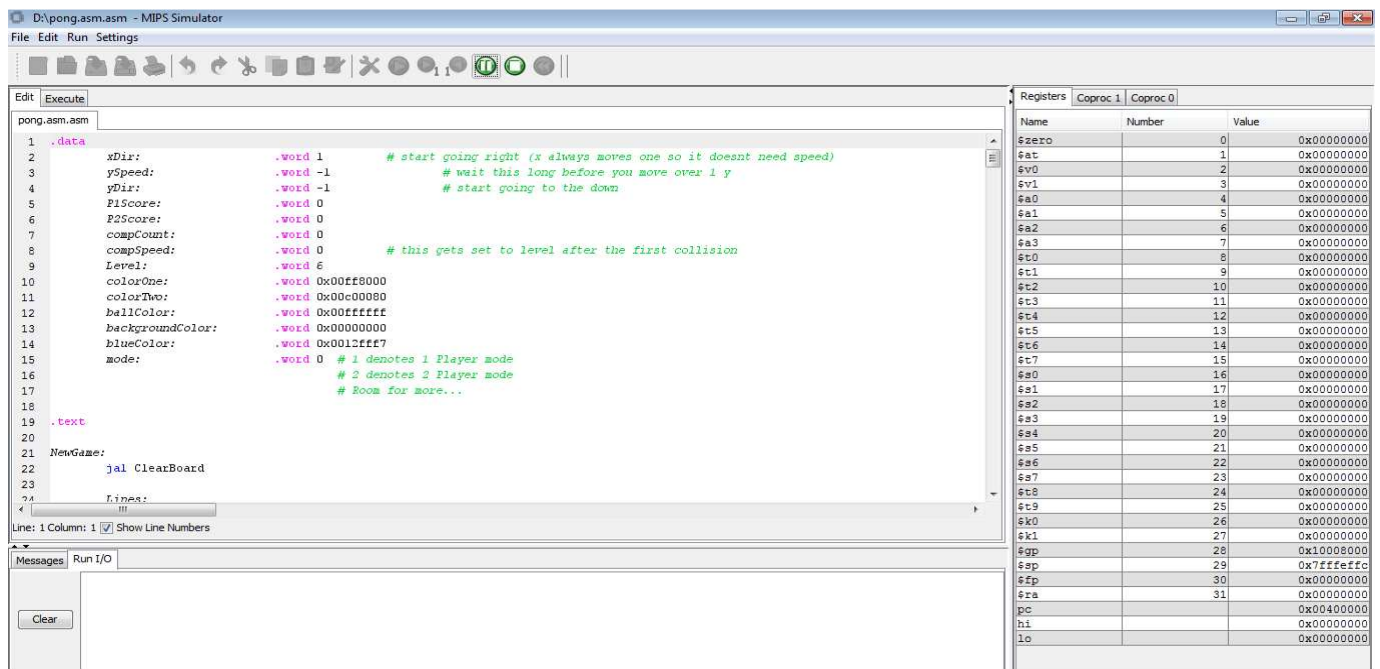 D:\pong.asm.asm - MIPS Simulator
File Edit Run Settings
Edit Execute
pong.asm.asm
1 .data
2 xDir: .word 1 # start going right (x always moves one so it doesnt need speed)
3 ySpeed: .word -1 # wait this long before you move over 1 y
4 yDir: .word -1 # start going to the down
5 P1Score: .word 0
6 P2Score: .word 0
7 compCount: .word 0
8 compSpeed: .word 0 # this gets set to level after the first collision
9 Level: .word 6
10 colorOne: .word 0x00ff8000
11 colorTwo: .word 0x00c00080
12 ballColor: .word 0x00ffffff
13 backgroundColor: .word 0x00000000
14 blueColor: .word 0x0012fff7
15 mode: .word 0 # 1 denotes 1 Player mode
16 # 2 denotes 2 Player mode
17 # Room for more...
18
19 .text
20
21 NewGame:
22 jal ClearBoard
23
24 Lines:
Line: 1 Column: 1 Show Line Numbers
Messages Run I/O
Clear
Registers Coproc 1 Coproc 0
Name Number Value
$zero 0 0x00000000
$at 1 0x00000000
$v0 2 0x00000000
$v1 3 0x00000000
$a0 4 0x00000000
$a1 5 0x00000000
$a2 6 0x00000000
$a3 7 0x00000000
$t0 8 0x00000000
$t1 9 0x00000000
$t2 10 0x00000000
$t3 11 0x00000000
$t4 12 0x00000000
$t5 13 0x00000000
$t6 14 0x00000000
$t7 15 0x00000000
$s0 16 0x00000000
$s1 17 0x00000000
$s2 18 0x00000000
$s3 19 0x00000000
$s4 20 0x00000000
$s5 21 0x00000000
$s6 22 0x00000000
$s7 23 0x00000000
$t8 24 0x00000000
$t9 25 0x00000000
$k0 26 0x00000000
$k1 27 0x00000000
$gp 28 0x10008000
$sp 29 0x7fffeffc
$fp 30 0x00000000
$ra 31 0x00000000
pc 0x00400000
hi 0x00000000
lo 0x00000000